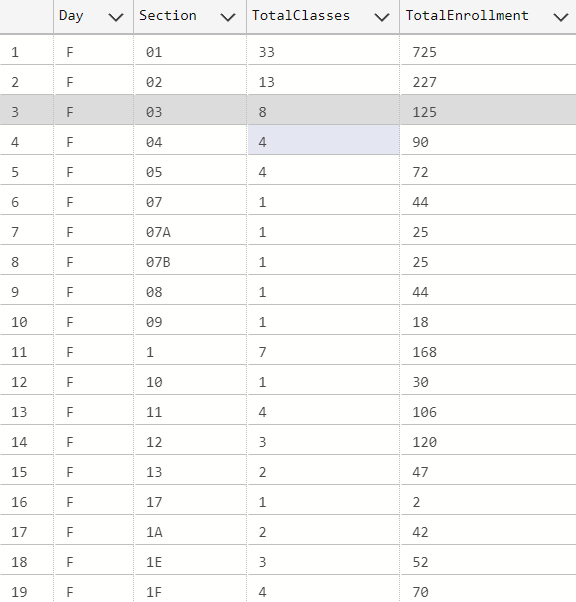 Day Section TotalClasses TotalEnrollment
1 F 01 33 725
2 F 02 13 227
3 F 03 8 125
4 F 04 4 90
5 F 05 4 72
6 F 07 1 44
7 F 07A 1 25
8 F 07B 1 25
9 F 08 1 44
10 F 09 1 18
11 F 1 7 168
12 F 10 1 30
13 F 11 4 106
14 F 12 3 120
15 F 13 2 47
16 F 17 1 2
17 F 1A 2 42
18 F 1E 3 52
19 F 1F 4 70